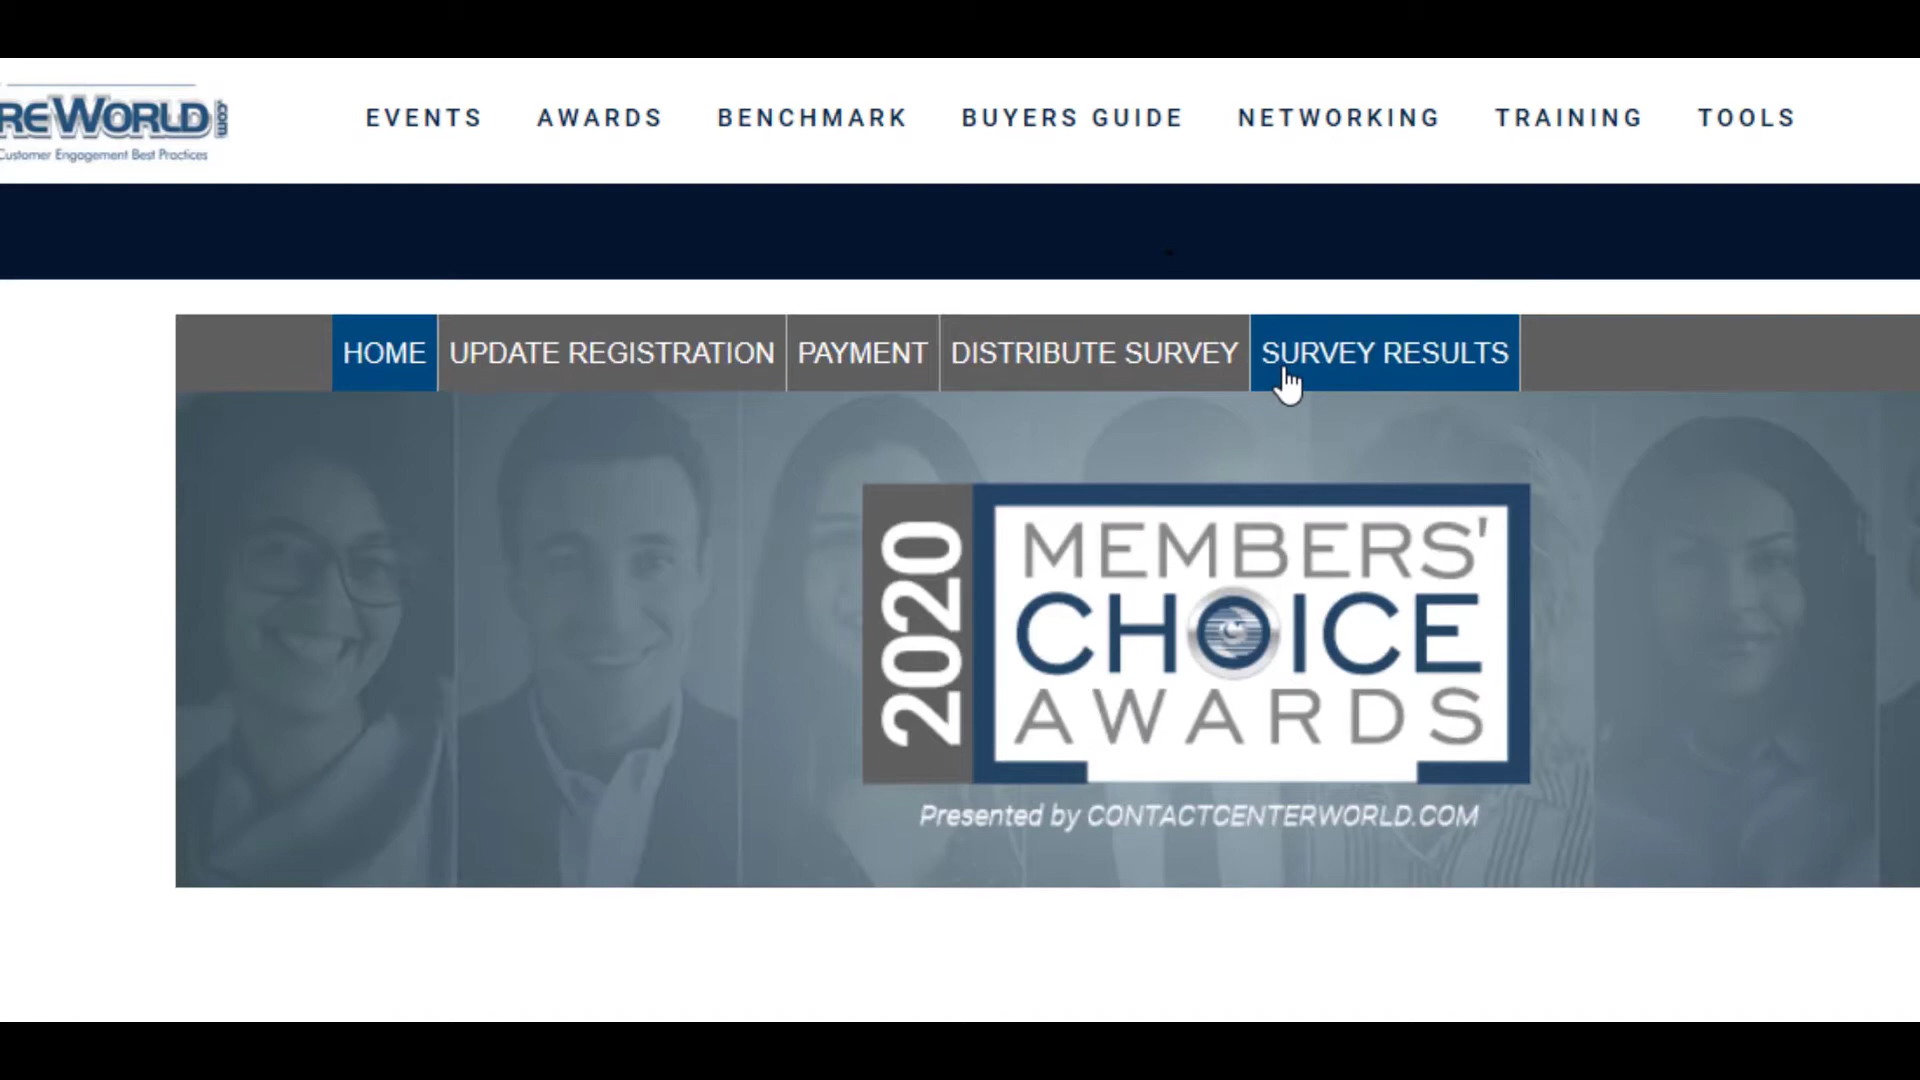 REWORLD.com
Customer Engagement Best Practices
EVENTS AWARDS BENCHMARK BUYERS GUIDE NETWORKING TRAINING TOOLS
HOME UPDATE REGISTRATION PAYMENT DISTRIBUTE SURVEY SURVEY RESULTS
2020
MEMBERS'
CHOICE
AWARDS
Presented by CONTACTCENTERWORLD.COM